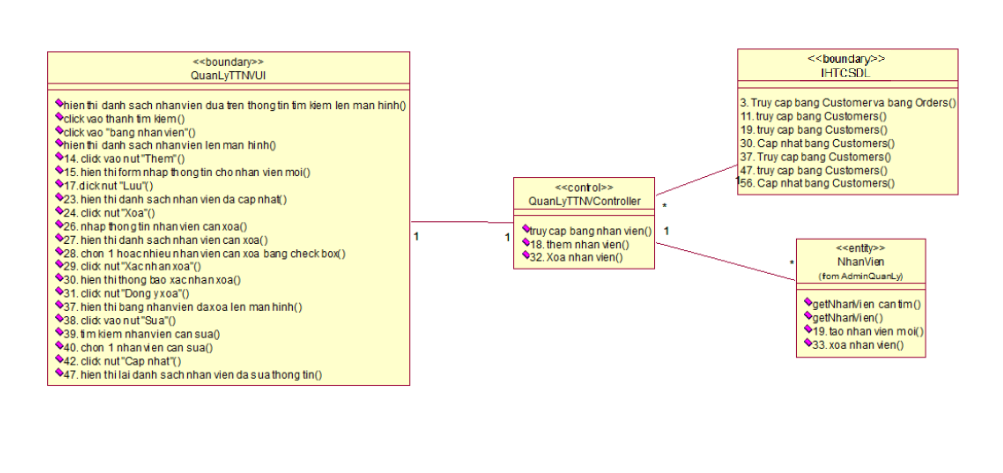 <<boundary>>
QuanLyTTNVUI
hien thi danh sach nhanvien dua tren thong tin tim kiem len man hinh()
click vao thanh tim kiem()
click vao "bang nhan vien"()
hien thi danh sach nhanvien len man hinh()
14. click vao nut "Them"()
15. hien thi form nhap thong tin cho nhan vien moi()
17. click nut "Luu"()
23. hien thi danh sach nhan vien da cap nhat()
24. click nut "Xoa"()
26. nhap thong tin nhan vien can xoa()
27. hien thi danh sach nhan vien can xoa()
28. chon 1 hoac nhieu nhan vien can xoa bang check box()
29. click nut "Xac nhan xoa"()
30. hien thi thong bao xac nhan xoa()
31. click nut "Dong y xoa"()
37. hien thi bang nhan vien da xoa len man hinh()
38. click vao nut "Sua"()
39. tim kiem nhan vien can sua()
40. chon 1 nhan vien can sua()
42. click nut "Cap nhat"()
47. hien thi lai danh sach nhan vien da sua thong tin()
1
1
<<control>>
QuanLyTTNVController
truy cap bang nhan vien()
18. them nhan vien()
32. Xoa nhan vien()
*
1
1
*
<<boundary>>
IHTCSDL
3. Truy cap bang Customer va bang Orders()
11. truy cap bang Customers()
19. truy cap bang Customers()
30. Cap nhat bang Customers()
37. Truy cap bang Customers()
47. truy cap bang Customers()
56. Cap nhat bang Customers()
<<entity>>
NhanVien
(from AdminQuanLy)
getNhanVien can tim()
getNhanVien()
19. tao nhan vien moi()
33. xoa nhan vien()